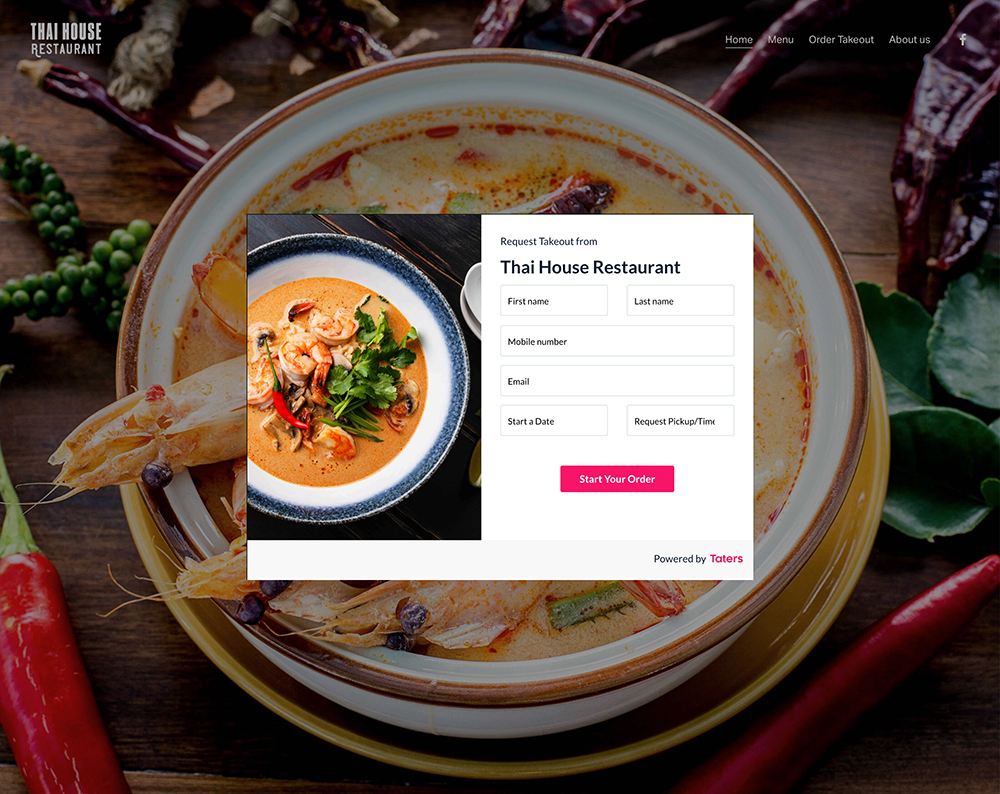 THAI HOUSE
RESTAURANT
Home Menu Order Takeout About us f
Request Takeout from
Thai House Restaurant
First name Last name
Mobile number
Email
Start a Date Request Pickup/Time
Start Your Order
Powered by Taters